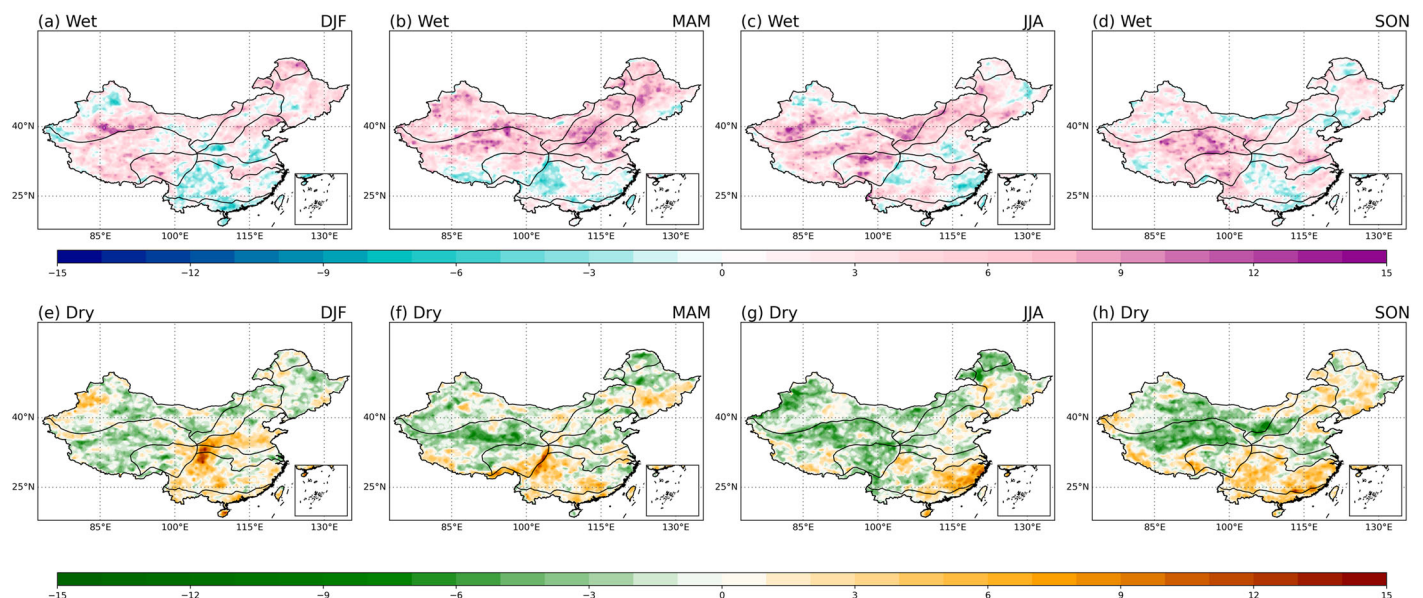 (a) Wet DJF (b) Wet MAM (c) Wet JJA (d) Wet SON
40°N
25°N
85°E 100°E 115°E 130°E 85°E 100°E 115°E 130°E 85°E 100°E 115°E 130°E 85°E 100°E 115°E 130°E
−15 −12 −9 −6 −3 0 3 6 9 12 15
(e) Dry DJF (f) Dry MAM (g) Dry JJA (h) Dry SON
40°N
25°N
85°E 100°E 115°E 130°E 85°E 100°E 115°E 130°E 85°E 100°E 115°E 130°E 85°E 100°E 115°E 130°E
−15 −12 −9 −6 −3 0 3 6 9 12 15